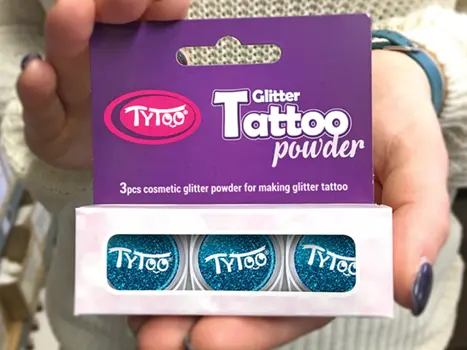 TyToo®
Glitter
Tattoo
powder
3pcs cosmetic glitter powder for making glitter tattoo
TyToo TyToo TyToo